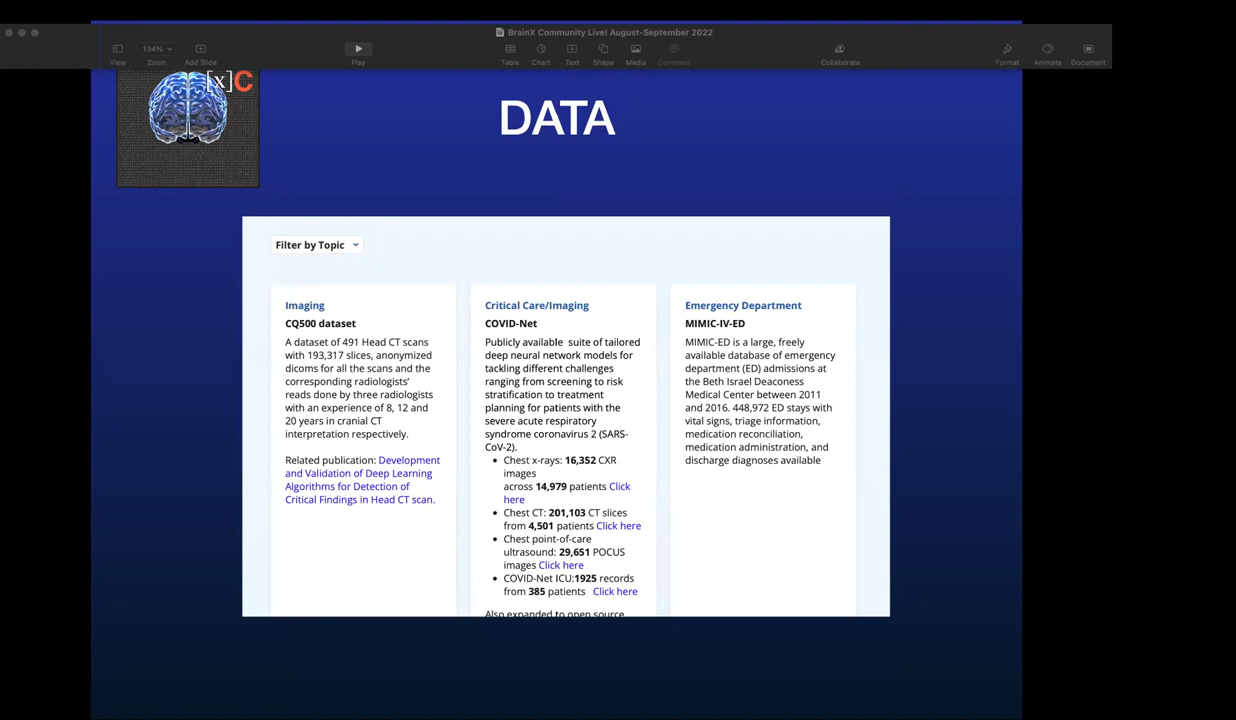 BrainX Community Live! August-September 2022
134%
View
Zoom
Add Slide
Play
Table
Chart
Text
Shape
Media
Comment
Collaborate
Format
Animate
Document
[x]C
DATA
Filter by Topic
Imaging
CQ500 dataset
A dataset of 491 Head CT scans
with 193,317 slices, anonymized
dicoms for all the scans and the
corresponding radiologists’
reads done by three radiologists
with an experience of 8, 12 and
20 years in cranial CT
interpretation respectively.
Related publication: Development
and Validation of Deep Learning
Algorithms for Detection of
Critical Findings in Head CT scan.
Critical Care/Imaging
COVID-Net
Publicly available suite of tailored
deep neural network models for
tackling different challenges
ranging from screening to risk
stratification to treatment
planning for patients with the
severe acute respiratory
syndrome coronavirus 2 (SARS-
CoV-2).
• Chest x-rays: 16,352 CXR
images
across 14,979 patients Click
here
• Chest CT: 201,103 CT slices
from 4,501 patients Click here
• Chest point-of-care
ultrasound: 29,651 POCUS
images Click here
• COVID-Net ICU:1925 records
from 385 patients Click here
Also expanded to open source
Emergency Department
MIMIC-IV-ED
MIMIC-ED is a large, freely
available database of emergency
department (ED) admissions at
the Beth Israel Deaconess
Medical Center between 2011
and 2016. 448,972 ED stays with
vital signs, triage information,
medication reconciliation,
medication administration, and
discharge diagnoses available